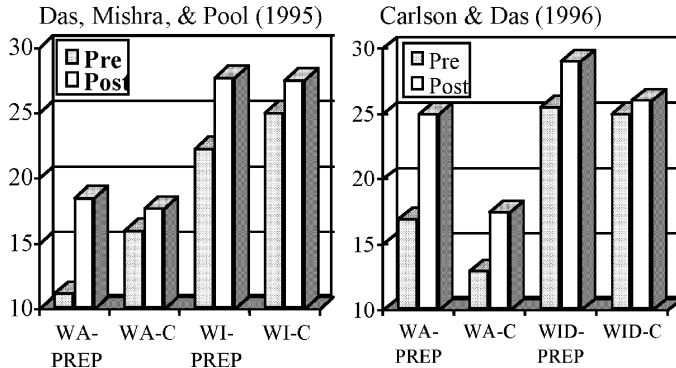 Das, Mishra, & Pool (1995)
30
25
20
15
10
Pre
Post
WA-
PREP
WA-C
WI-
PREP
WI-C
Carlson & Das (1996)
30
25
20
15
10
Pre
Post
WA-
PREP
WA-C
WID-
PREP
WID-C